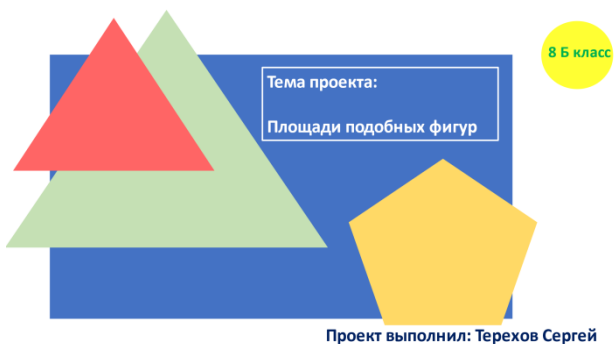 8 Б класс
Тема проекта:
Площади подобных фигур
Проект выполнил: Терехов Сергей